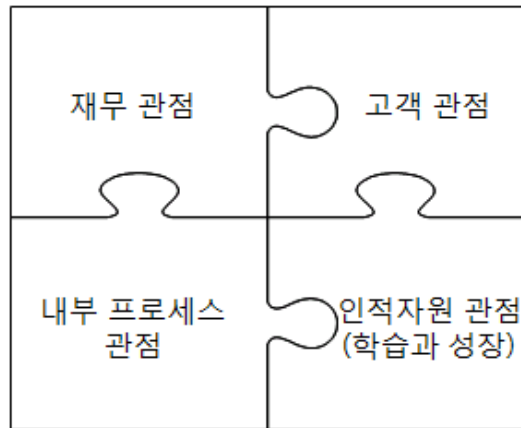 재무 관점
고객 관점
내부 프로세스
관점
인적자원 관점
(학습과 성장)